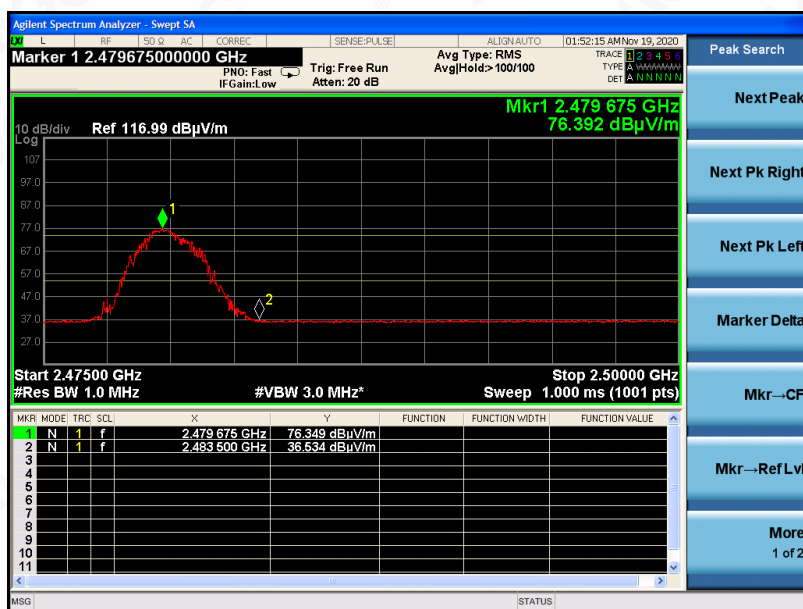 Agilent Spectrum Analyzer - Swept SA
LXI L RF 50 Ω AC CORREC SENSE:PULSE ALIGN AUTO 01:52:15 AM Nov 19, 2020
Marker 1 2.479675000000 GHz
PNO: Fast
IFGain:Low
Trig: Free Run
Atten: 20 dB
Avg Type: RMS
Avg|Hold:>100/100
TRACE 1 2 3 4 5 6
TYPE A WWWWW
DET A N N N N N
Mkr1 2.479 675 GHz
76.392 dBµV/m
10 dB/div Ref 116.99 dBµV/m
Log
107
97.0
87.0
77.0
67.0
57.0
47.0
37.0
27.0
1
2
Start 2.47500 GHz Stop 2.50000 GHz
#Res BW 1.0 MHz #VBW 3.0 MHz* Sweep 1.000 ms (1001 pts)
MKR MODE TRC SCL X Y FUNCTION FUNCTION WIDTH FUNCTION VALUE
1 N 1 f 2.479 675 GHz 76.349 dBµV/m
2 N 1 f 2.483 500 GHz 36.534 dBµV/m
3
4
5
6
7
8
9
10
11
MSG STATUS
Peak Search
Next Peak
Next Pk Right
Next Pk Left
Marker Delta
Mkr→CF
Mkr→Ref Lvl
More
1 of 2